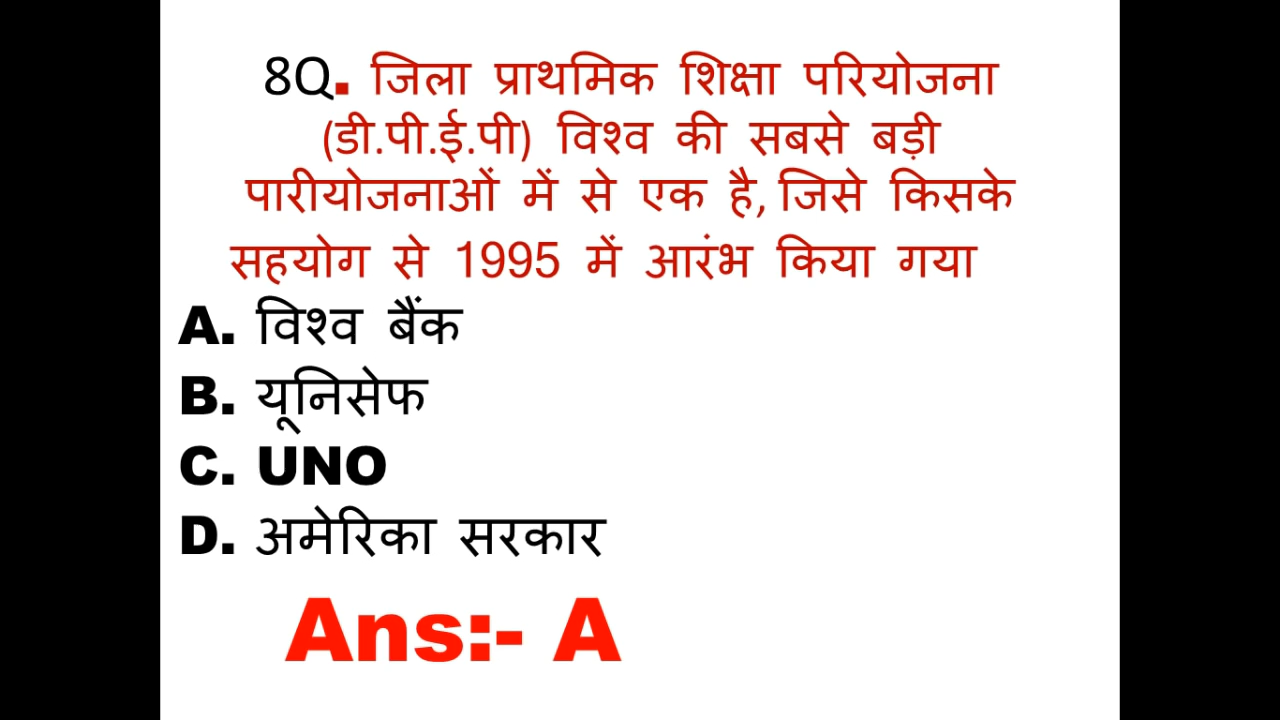 8Q. जिला प्राथमिक शिक्षा परियोजना
(डी.पी.ई.पी) विश्व की सबसे बड़ी
पारीयोजनाओं में से एक है, जिसे किसके
सहयोग से 1995 में आरंभ किया गया
A. विश्व बैंक
B. यूनिसेफ
C. UNO
D. अमेरिका सरकार
Ans:- A